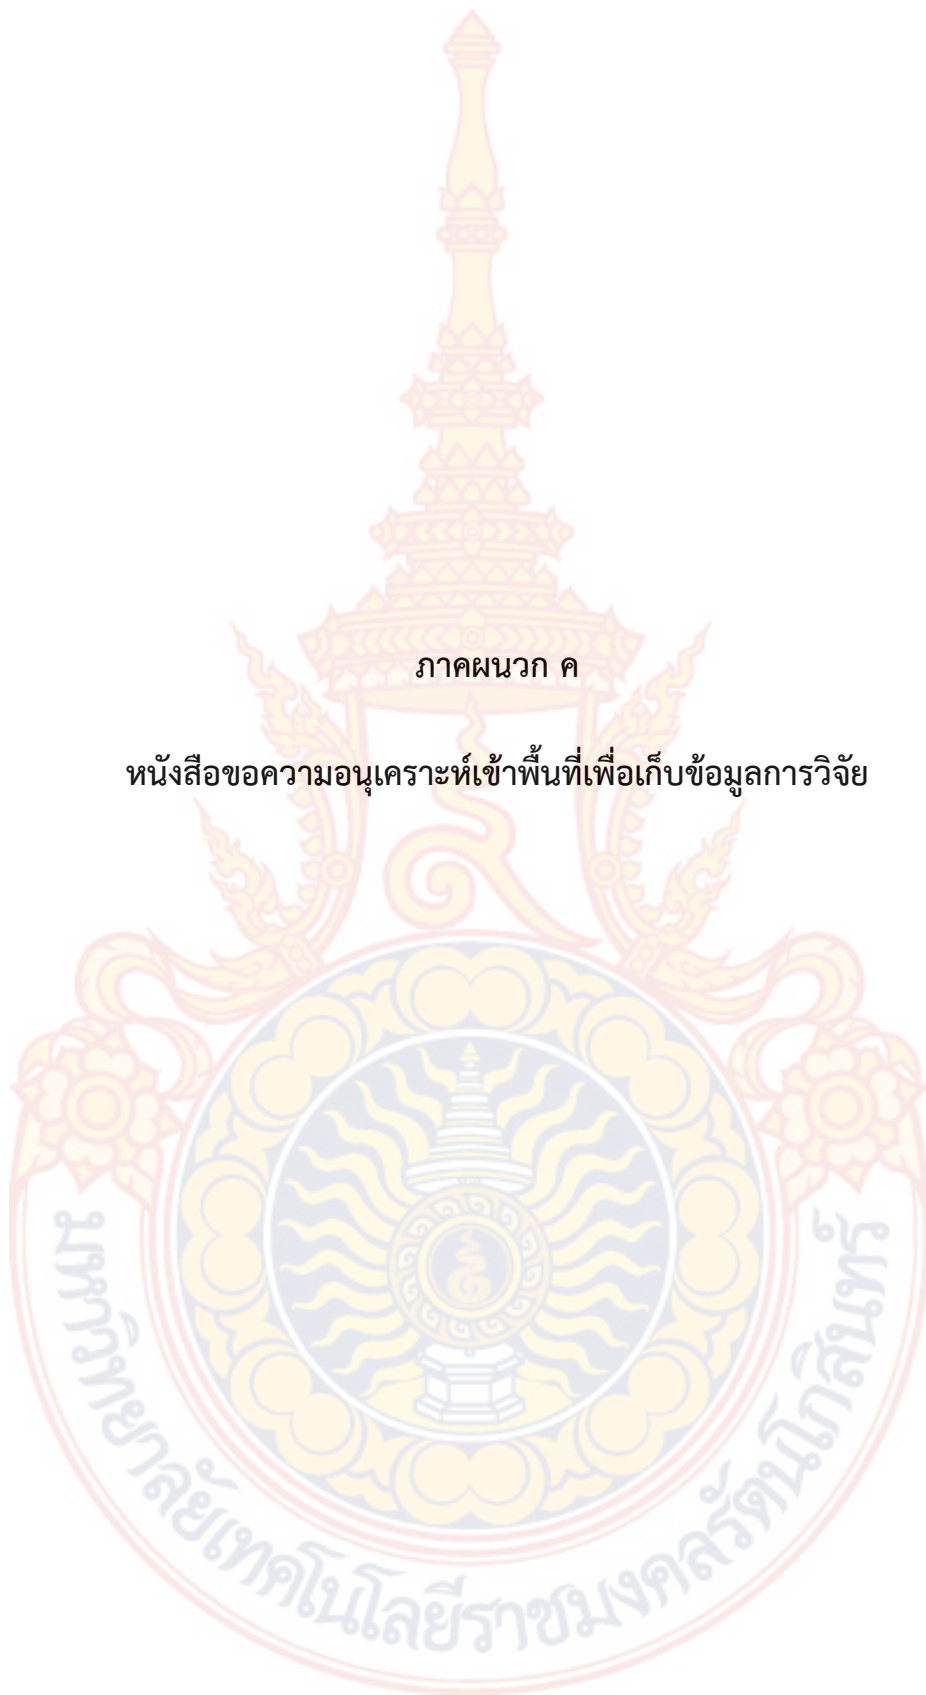 ภาคผนวก ค
หนังสือขอความอนุเคราะห์เข้าพื้นที่เพื่อเก็บข้อมูลการวิจัย
มหาวิทยาลัยเทคโนโลยีราชมงคลรัตนโกสินทร์